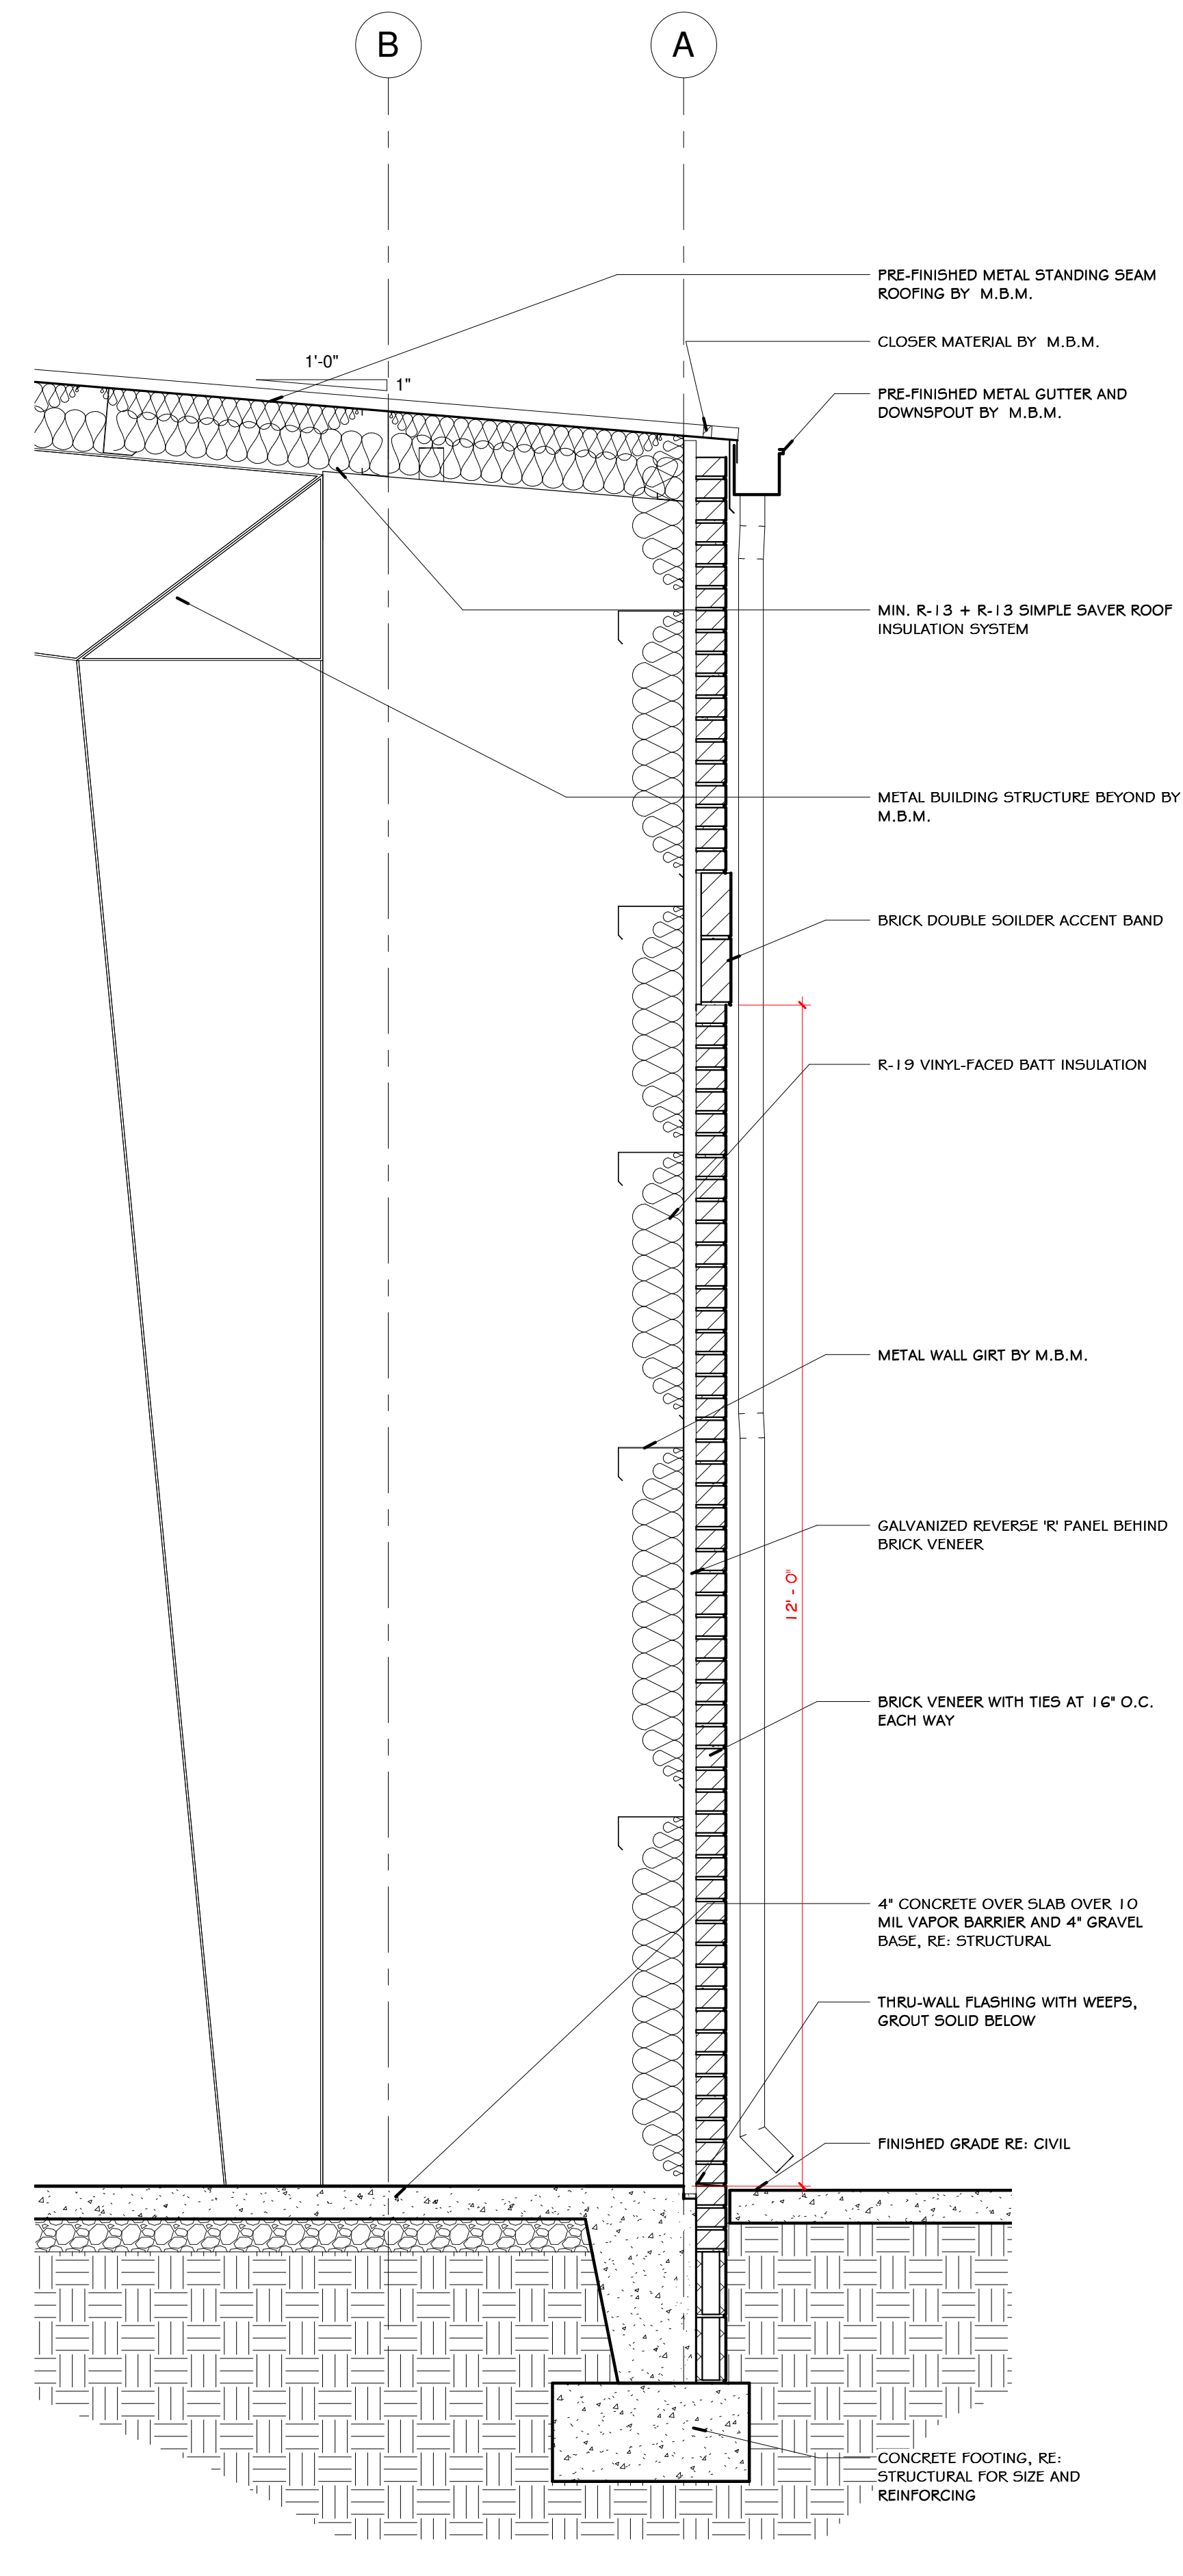 B
A
PRE-FINISHED METAL STANDING SEAM
ROOFING BY M.B.M.
CLOSER MATERIAL BY M.B.M.
1'-0"
1"
PRE-FINISHED METAL GUTTER AND
DOWNSPOUT BY M.B.M.
MIN. R-13 + R-13 SIMPLE SAVER ROOF
INSULATION SYSTEM
METAL BUILDING STRUCTURE BEYOND BY
M.B.M.
BRICK DOUBLE SOILDER ACCENT BAND
R-19 VINYL-FACED BATT INSULATION
METAL WALL GIRT BY M.B.M.
GALVANIZED REVERSE 'R' PANEL BEHIND
BRICK VENEER
12' - 0"
BRICK VENEER WITH TIES AT 16" O.C.
EACH WAY
4" CONCRETE OVER SLAB OVER 10
MIL VAPOR BARRIER AND 4" GRAVEL
BASE, RE: STRUCTURAL
THRU-WALL FLASHING WITH WEEPS,
GROUT SOLID BELOW
FINISHED GRADE RE: CIVIL
CONCRETE FOOTING, RE:
STRUCTURAL FOR SIZE AND
REINFORCING